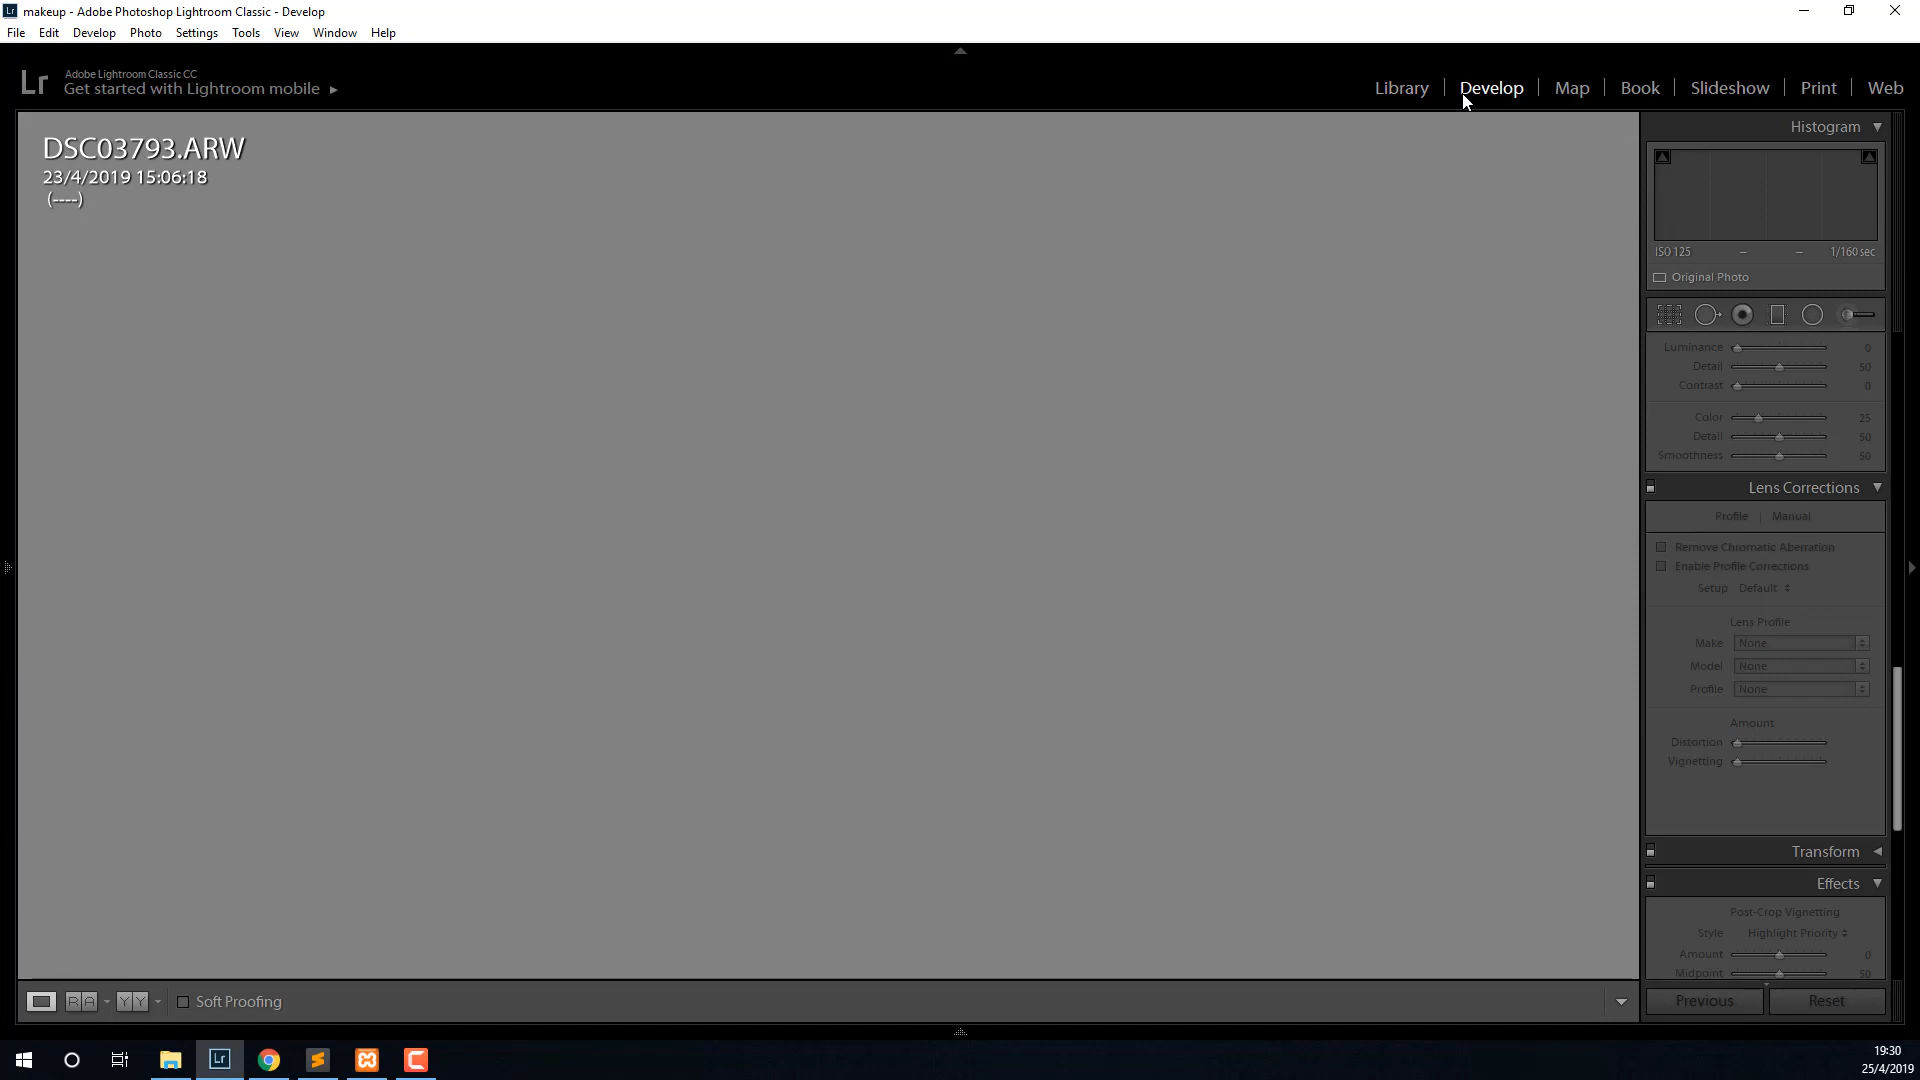 Lr makeup - Adobe Photoshop Lightroom Classic - Develop
File Edit Develop Photo Settings Tools View Window Help
Lr
Adobe Lightroom Classic CC
Get started with Lightroom mobile
Library Develop Map Book Slideshow Print Web
DSC03793.ARW
23/4/2019 15:06:18
(----)
Histogram
ISO 125 – – 1/160 sec
Original Photo
Luminance 0
Detail 50
Contrast 0
Color 25
Detail 50
Smoothness 50
Lens Corrections
Profile | Manual
Remove Chromatic Aberration
Enable Profile Corrections
Setup Default
Lens Profile
Make None
Model None
Profile None
Amount
Distortion
Vignetting
Transform
Effects
Post-Crop Vignetting
Style Highlight Priority
Amount 0
Midpoint 50
R A Y Y Soft Proofing
Previous Reset
Lr
19:30
25/4/2019